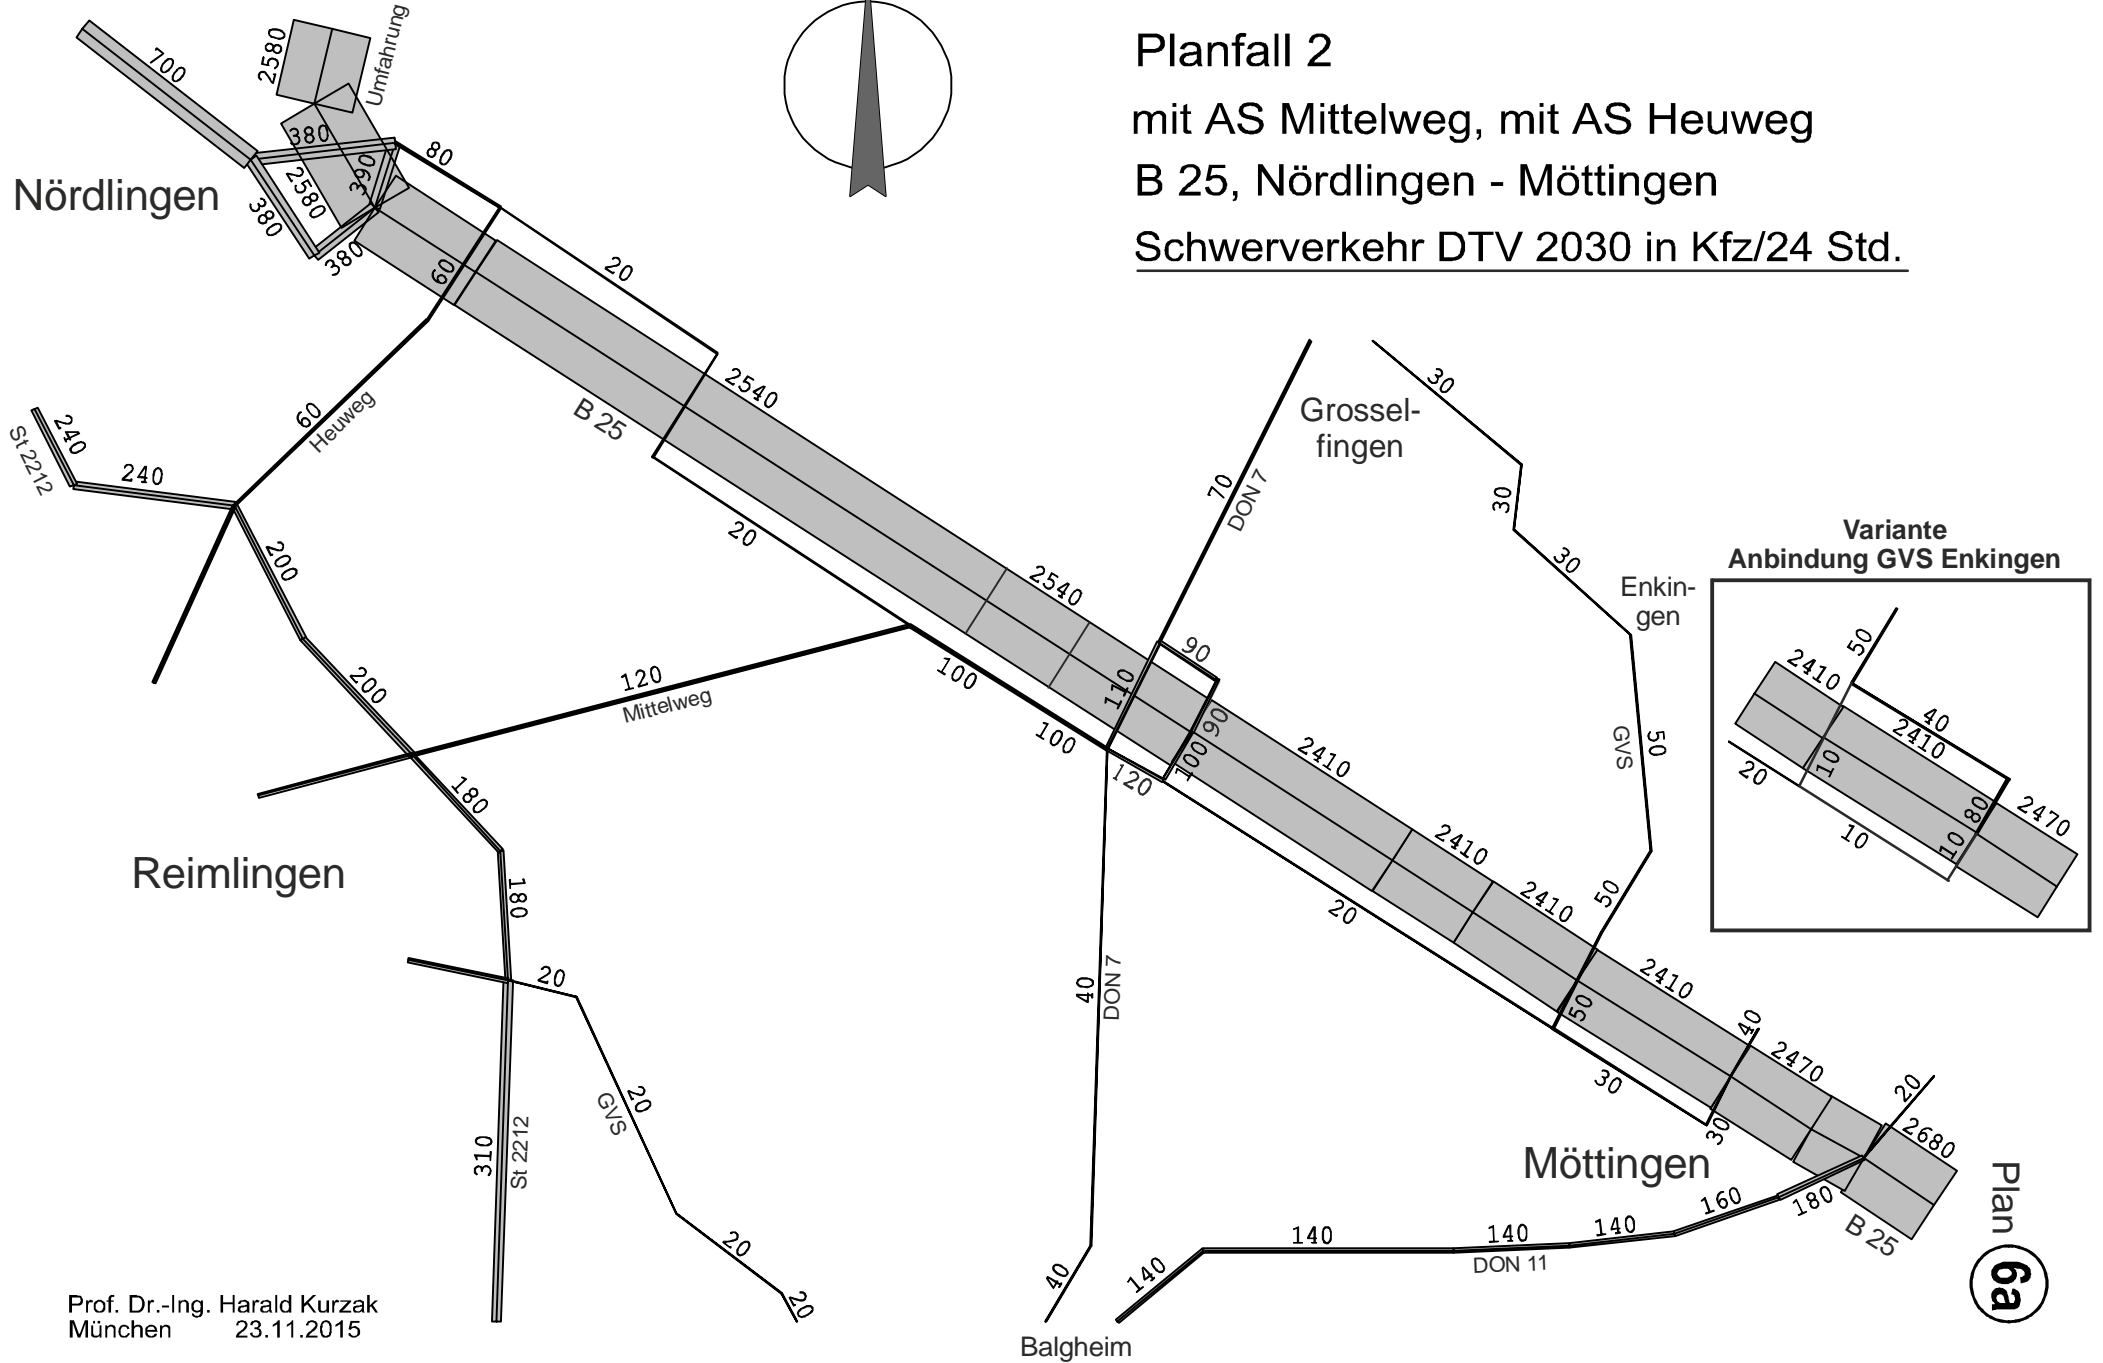 Planfall 2
mit AS Mittelweg, mit AS Heuweg
B 25, Nördlingen - Möttingen
Schwerverkehr DTV 2030 in Kfz/24 Std.
700
2580
Umfahrung
380
80
390
2580
380
380
Nördlingen
60
20
2540
B 25
60
Heuweg
240
St 2212
240
200
20
2540
200
120
Mittelweg
100
100
180
Reimlingen
180
20
20
GVS
310
St 2212
20
20
70
DON 7
Grossel-
fingen
30
30
30
Enkin-
gen
50
GVS
90
110
90
100
120
2410
2410
2410
50
20
50
2410
40
2470
30
30
20
2680
40
DON 7
40
Möttingen
180
160
140
140
140
140
DON 11
B 25
Balgheim
Variante
Anbindung GVS Enkingen
50
2410
40
2410
10
20
80
2470
10
10
Plan
6a
Prof. Dr.-Ing. Harald Kurzak
München 23.11.2015